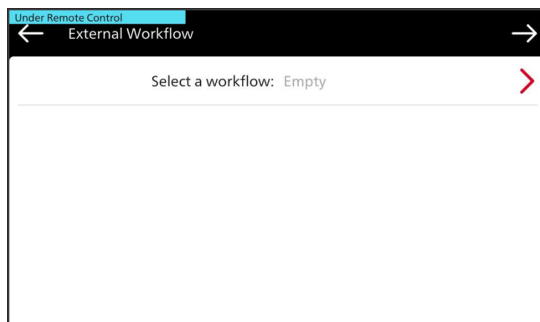 Under Remote Control
External Workflow
Select a workflow: Empty